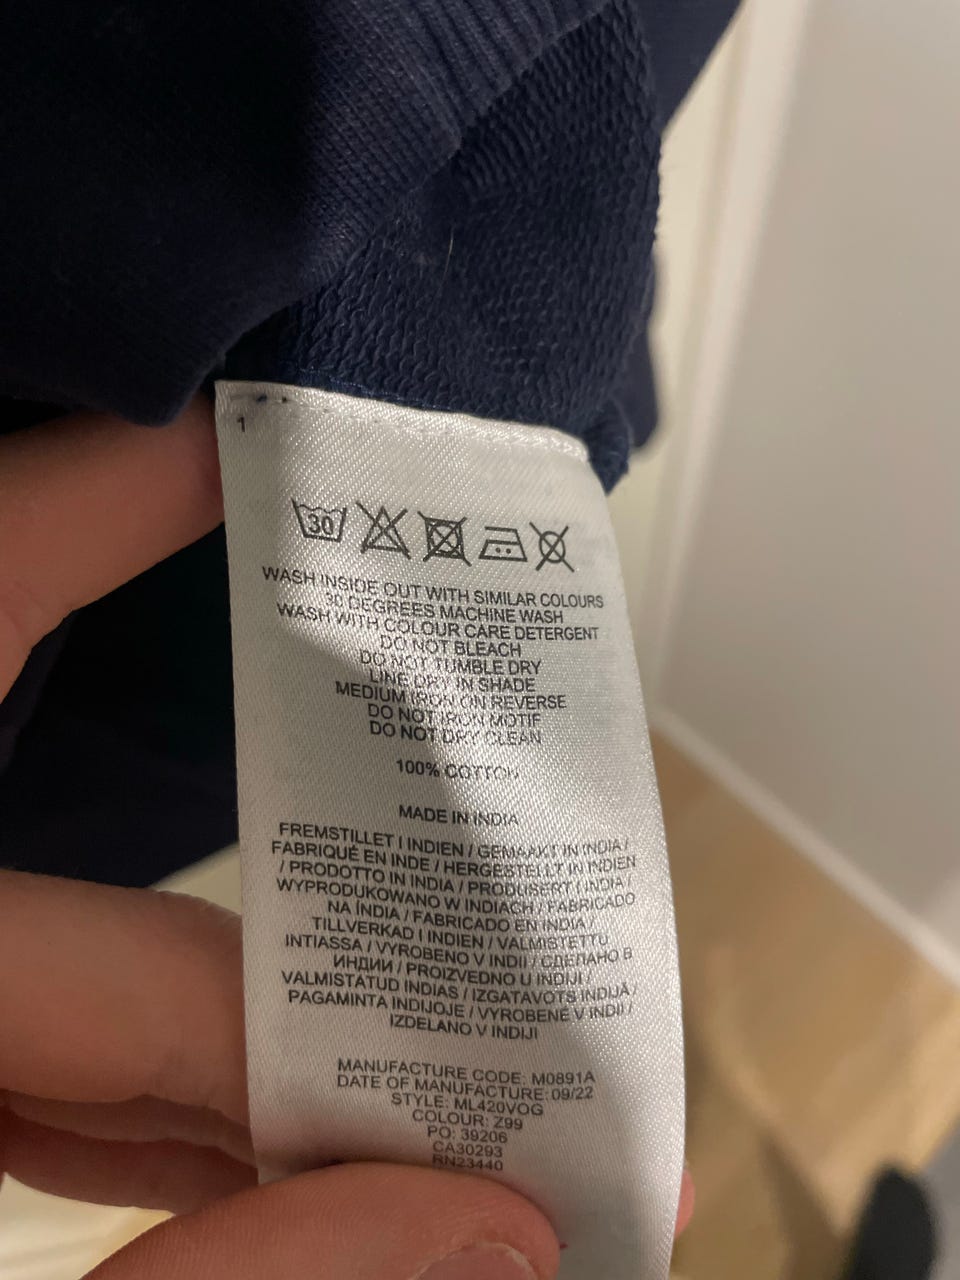 1
30
WASH INSIDE OUT WITH SIMILAR COLOURS
30 DEGREES MACHINE WASH
WASH WITH COLOUR CARE DETERGENT
DO NOT BLEACH
DO NOT TUMBLE DRY
LINE DRY IN SHADE
MEDIUM IRON ON REVERSE
DO NOT IRON MOTIF
DO NOT DRY CLEAN
100% COTTON
MADE IN INDIA
FREMSTILLET I INDIEN / GEMAAKT IN INDIA /
FABRIQUÉ EN INDE / HERGESTELLT IN INDIEN
/ PRODOTTO IN INDIA / PRODUSERT I INDIA /
WYPRODUKOWANO W INDIACH / FABRICADO
NA ÍNDIA / FABRICADO EN INDIA /
TILLVERKAD I INDIEN / VALMISTETTU
INTIASSA / VYROBENO V INDII / СДЕЛАНО В
ИНДИИ / PROIZVEDNO U INDIJI /
VALMISTATUD INDIAS / IZGATAVOTS INDIJĀ /
PAGAMINTA INDIJOJE / VYROBENÉ V INDII /
IZDELANO V INDIJI
MANUFACTURE CODE: M0891A
DATE OF MANUFACTURE: 09/22
STYLE: ML420VOG
COLOUR: Z99
PO: 39206
CA30293
RN23440